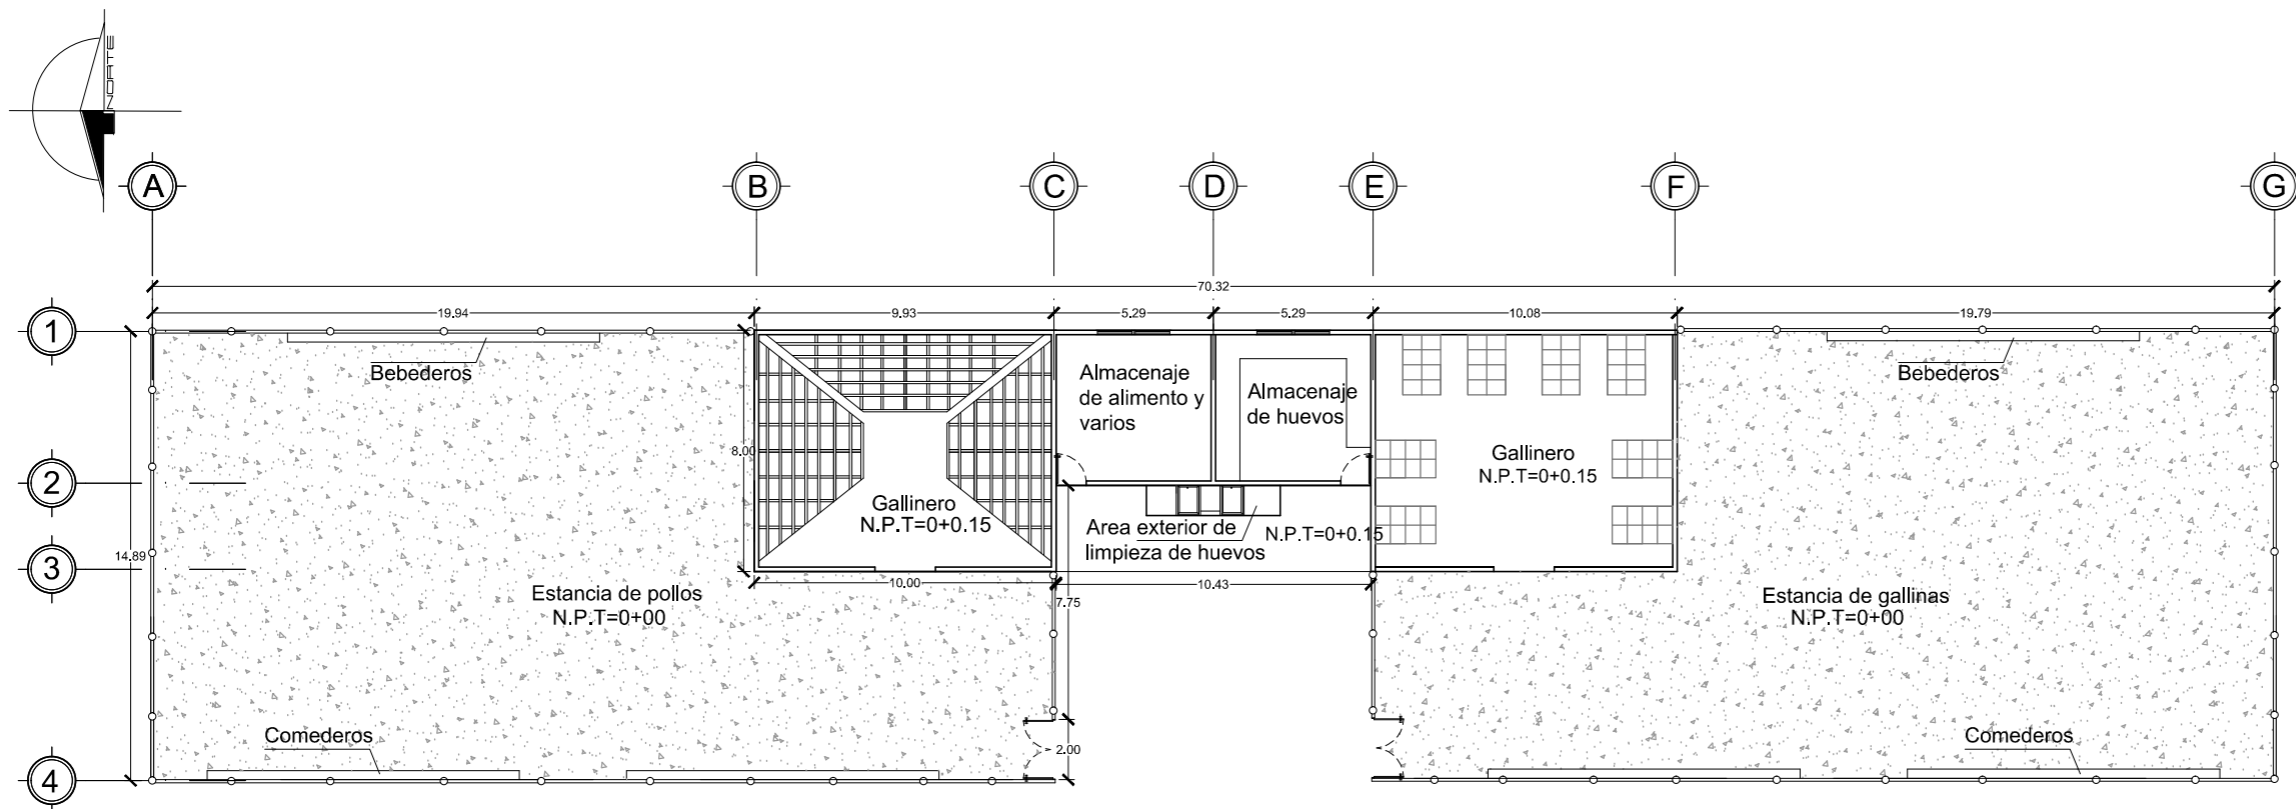 NORTE
A
B
C
D
E
F
G
70.32
19.94
9.93
5.29
5.29
10.08
19.79
1
2
3
4
14.89
8.00
Bebederos
Almacenaje
de alimento y
varios
Almacenaje
de huevos
Bebederos
Gallinero
N.P.T=0+0.15
Gallinero
N.P.T=0+0.15
Area exterior de
limpieza de huevos
N.P.T=0+0.15
10.00
10.43
7.75
Estancia de pollos
N.P.T=0+00
Estancia de gallinas
N.P.T=0+00
Comederos
2.00
Comederos